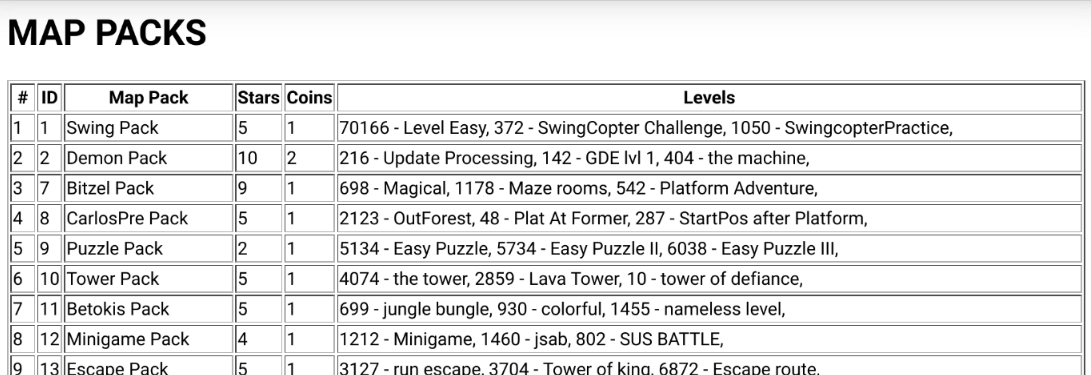 MAP PACKS
# ID Map Pack Stars Coins Levels
1 1 Swing Pack 5 1 70166 - Level Easy, 372 - SwingCopter Challenge, 1050 - SwingcopterPractice,
2 2 Demon Pack 10 2 216 - Update Processing, 142 - GDE lvl 1, 404 - the machine,
3 7 Bitzel Pack 9 1 698 - Magical, 1178 - Maze rooms, 542 - Platform Adventure,
4 8 CarlosPre Pack 5 1 2123 - OutForest, 48 - Plat At Former, 287 - StartPos after Platform,
5 9 Puzzle Pack 2 1 5134 - Easy Puzzle, 5734 - Easy Puzzle II, 6038 - Easy Puzzle III,
6 10 Tower Pack 5 1 4074 - the tower, 2859 - Lava Tower, 10 - tower of defiance,
7 11 Betokis Pack 5 1 699 - jungle bungle, 930 - colorful, 1455 - nameless level,
8 12 Minigame Pack 4 1 1212 - Minigame, 1460 - jsab, 802 - SUS BATTLE,
9 13 Escape Pack 5 1 3127 - run escape, 3704 - Tower of king, 6872 - Escape route,